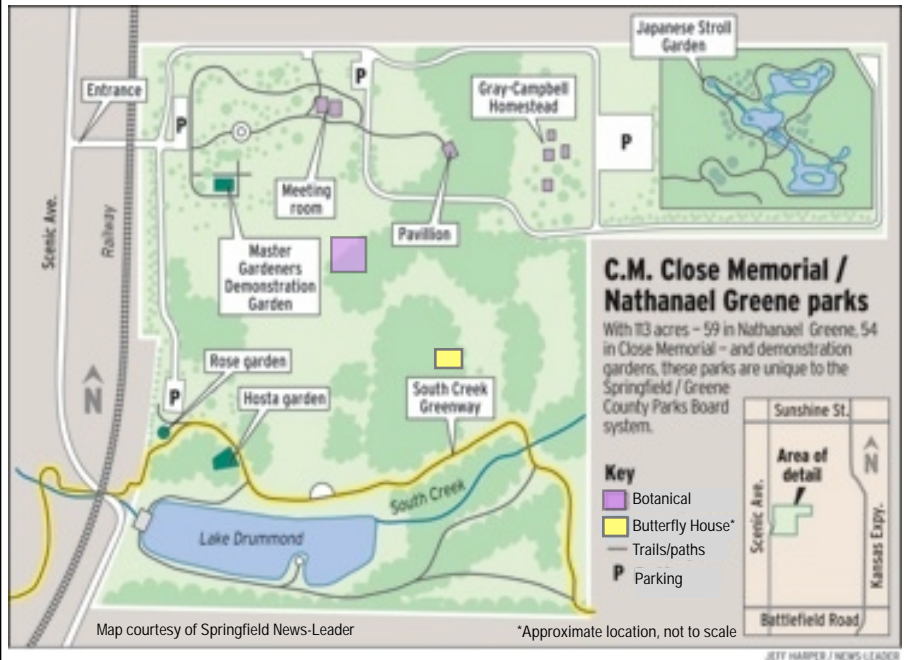 Japanese Stroll
Garden
Entrance
P
P
Gray-Campbell
Homestead
P
Meeting
room
Pavillion
Scenic Ave.
Railway
Master
Gardeners
Demonstration
Garden
C.M. Close Memorial /
Nathanael Greene parks
With 113 acres – 59 in Nathanael Greene, 54
in Close Memorial – and demonstration
gardens, these parks are unique to the
Springfield / Greene
County Parks Board
system.
N
Rose garden
P
Hosta garden
South Creek
Greenway
South Creek
Lake Drummond
Key
Botanical
Butterfly House*
Trails/paths
P Parking
Sunshine St.
Area of
detail
N
Scenic Ave.
Kansas Expy.
Battlefield Road
Map courtesy of Springfield News-Leader
*Approximate location, not to scale
JEFF HARPER / NEWS-LEADER